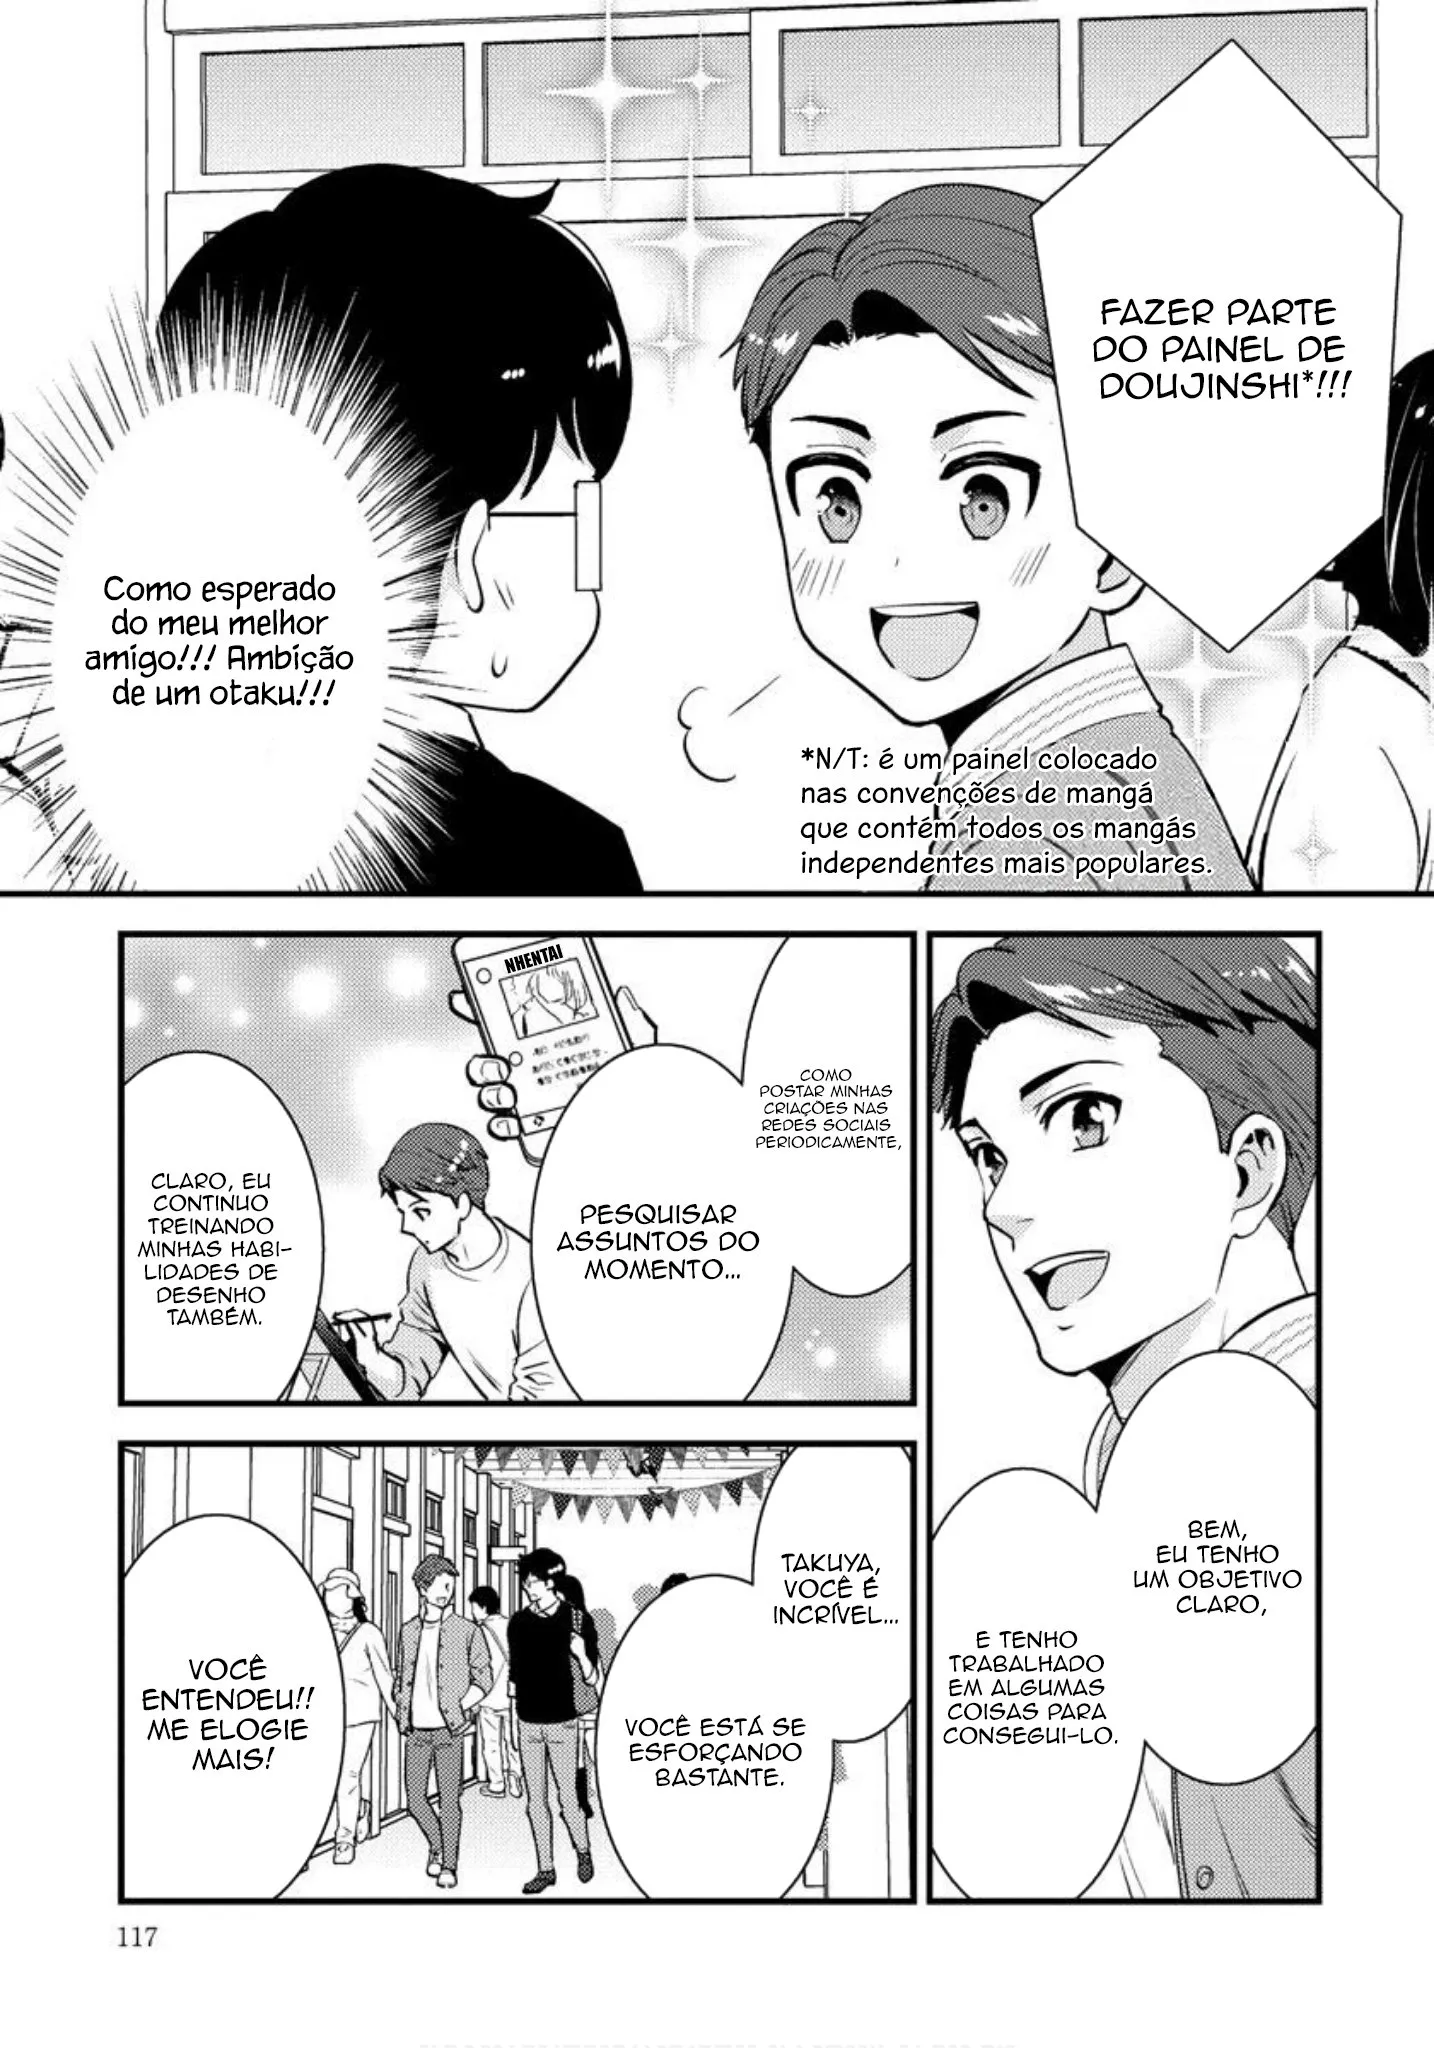 FAZER PARTE
DO PAINEL DE
DOUJINSHI*!!!
Como esperado
do meu melhor
amigo!!! Ambição
de um otaku!!!
*N/T: é um painel colocado
nas convenções de mangá
que contém todos os mangás
independentes mais populares.
BEM,
EU TENHO
UM OBJETIVO
CLARO,
E TENHO
TRABALHADO
EM ALGUMAS
COISAS PARA
CONSEGUI-LO.
COMO
POSTAR MINHAS
CRIAÇÕES NAS
REDES SOCIAIS
PERIODICAMENTE,
NHENTAI
PESQUISAR
ASSUNTOS DO
MOMENTO...
CLARO, EU
CONTINUO
TREINANDO
MINHAS HABI-
LIDADES DE
DESENHO
TAMBÉM.
TAKUYA,
VOCÊ É
INCRÍVEL...
VOCÊ ESTÁ SE
ESFORÇANDO
BASTANTE.
VOCÊ
ENTENDEU!!
ME ELOGIE
MAIS!
117